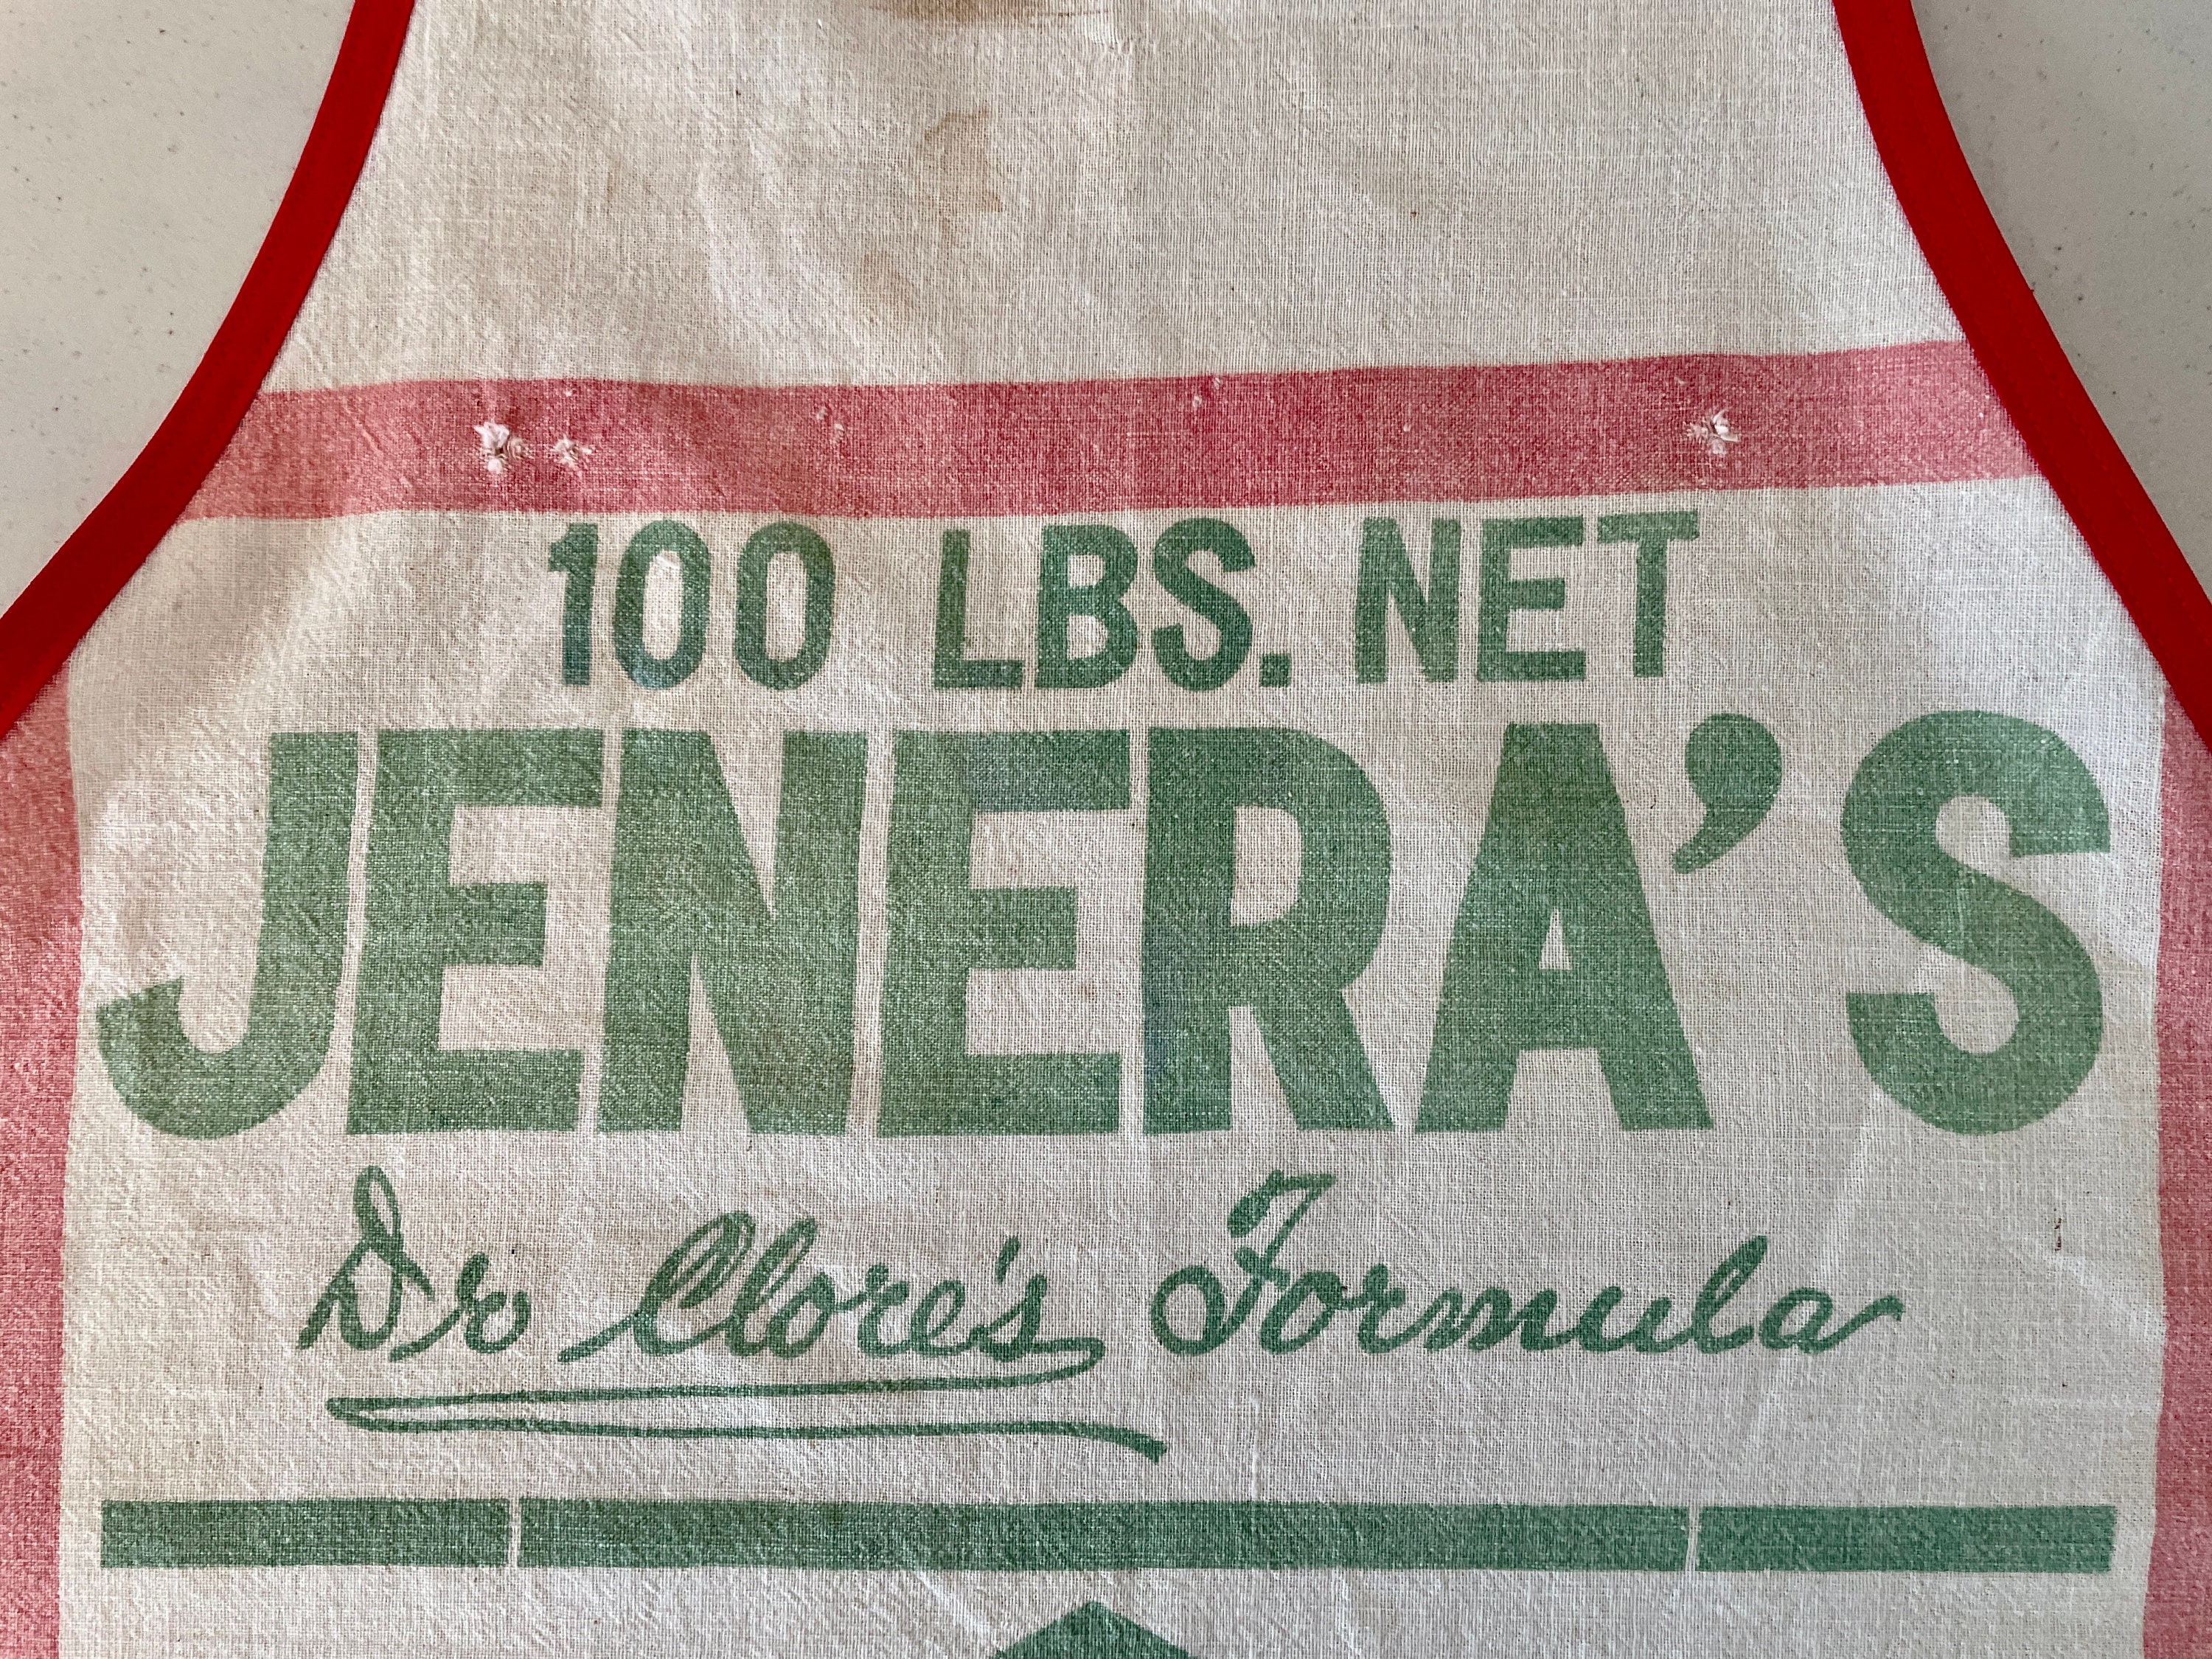 100 LBS. NET
JENERA'S
Dr Clore's Formula